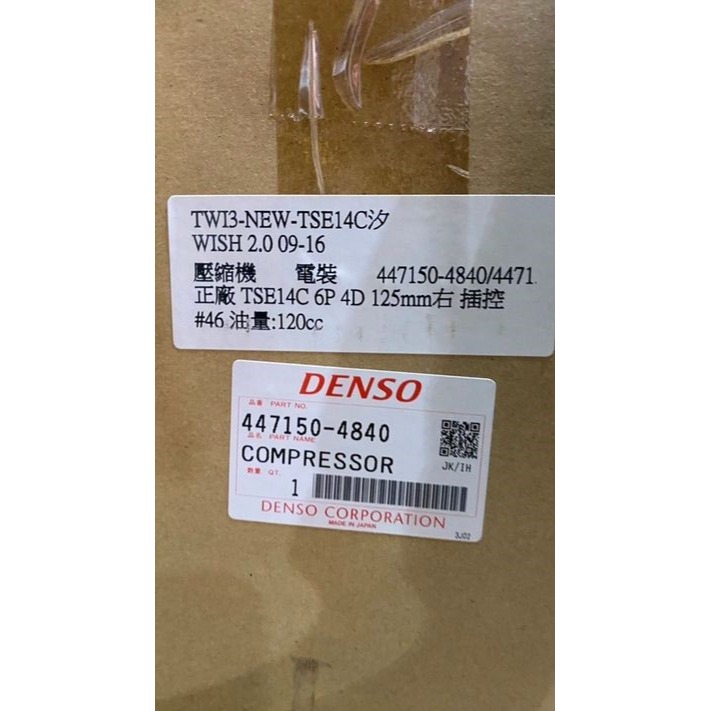 TWI3-NEW-TSE14C汐
WISH 2.0 09-16
壓縮機 電裝 447150-4840/4471
正廠 TSE14C 6P 4D 125mm右 插控
#46 油量:120cc
DENSO
品番 PART NO.
447150-4840
品名 PART NAME
COMPRESSOR
JK/IH
数量 QT.
1
DENSO CORPORATION
MADE IN JAPAN
3J02